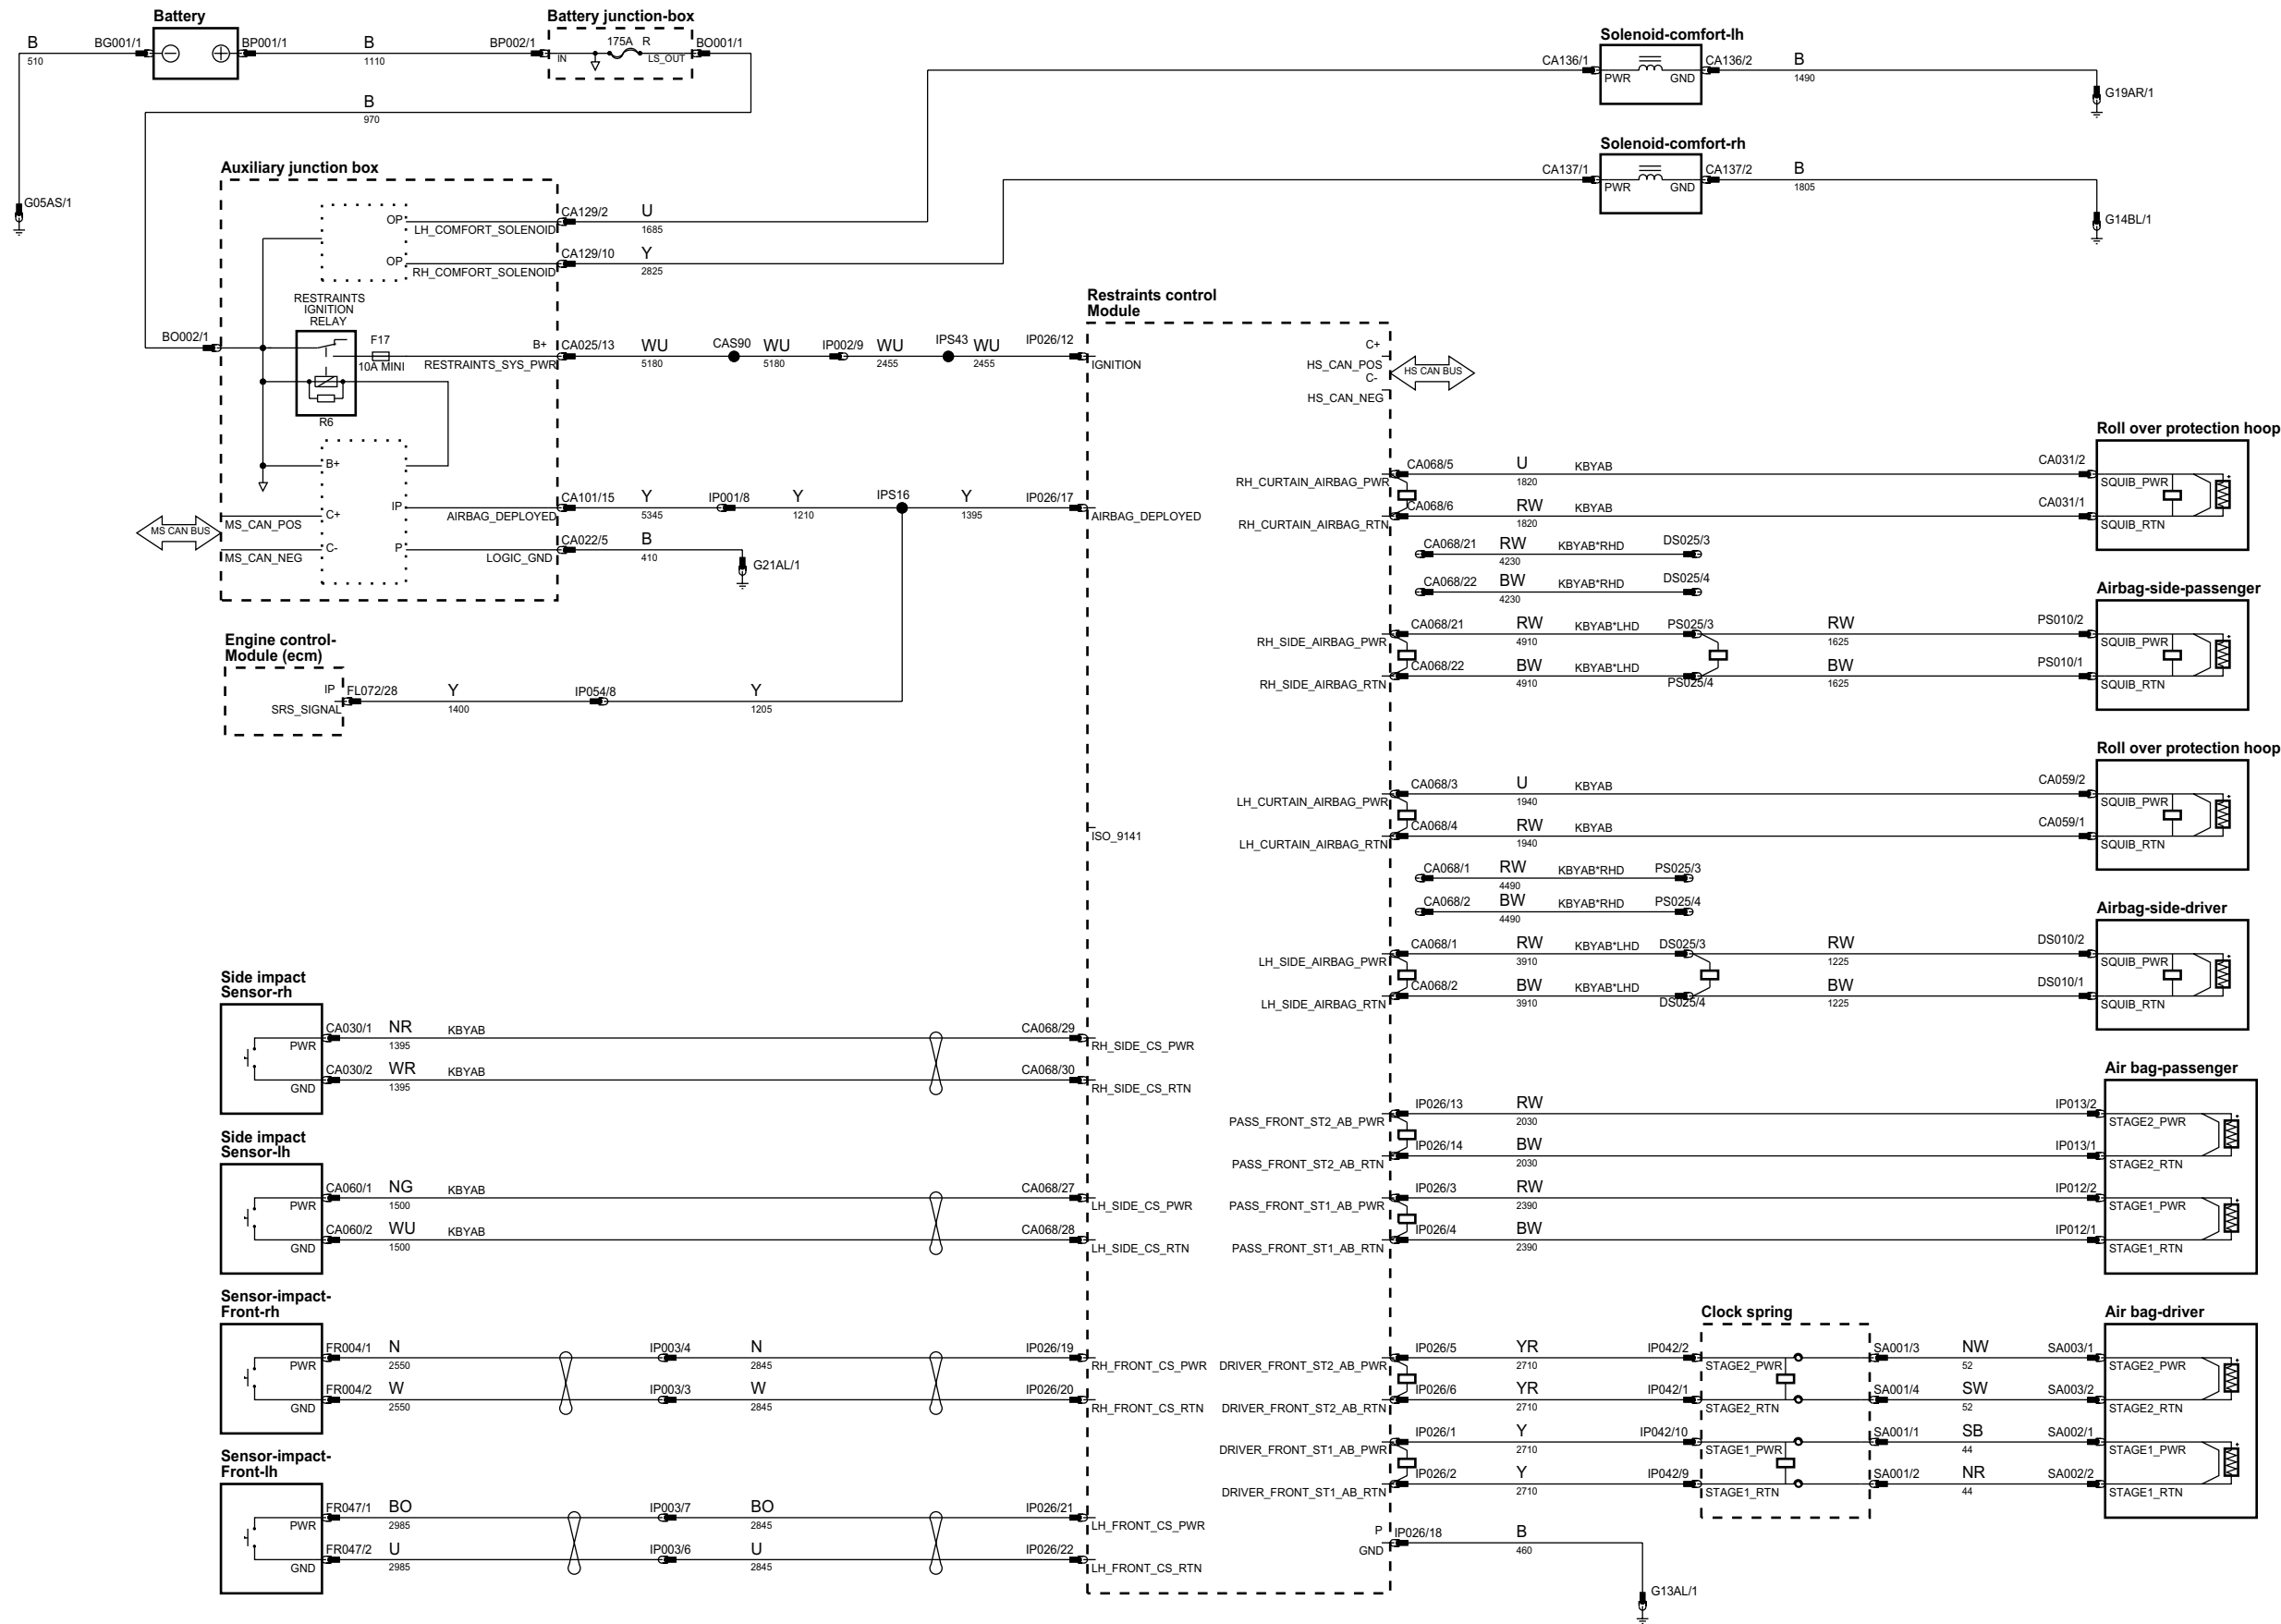 Battery
BG001/1
BP001/1
B
510
B
1110
BP002/1
Battery junction-box
175A R
IN
LS_OUT
BO001/1
B
970
G05AS/1
Solenoid-comfort-lh
CA136/1
PWR
GND
CA136/2
B
1490
G19AR/1
Solenoid-comfort-rh
CA137/1
PWR
GND
CA137/2
B
1805
G14BL/1
Auxiliary junction box
OP
LH_COMFORT_SOLENOID
CA129/2
U
1685
OP
RH_COMFORT_SOLENOID
CA129/10
Y
2825
RESTRAINTS
IGNITION
RELAY
BO002/1
F17
10A MINI
R6
B+
RESTRAINTS_SYS_PWR
CA025/13
WU
5180
CAS90
WU
5180
IP002/9
WU
2455
IPS43
WU
2455
IP026/12
B+
C+
C-
IP
P
MS CAN BUS
MS_CAN_POS
MS_CAN_NEG
AIRBAG_DEPLOYED
CA101/15
Y
5345
IP001/8
Y
1210
IPS16
Y
1395
IP026/17
LOGIC_GND
CA022/5
B
410
G21AL/1
Engine control-
Module (ecm)
IP
SRS_SIGNAL
FL072/28
Y
1400
IP054/8
Y
1205
Restraints control
Module
IGNITION
AIRBAG_DEPLOYED
ISO_9141
C+
HS_CAN_POS
C-
HS_CAN_NEG
HS CAN BUS
RH_CURTAIN_AIRBAG_PWR
CA068/5
U
1820
KBYAB
CA031/2
RH_CURTAIN_AIRBAG_RTN
CA068/6
RW
1820
KBYAB
CA031/1
Roll over protection hoop
SQUIB_PWR
SQUIB_RTN
CA068/21
RW
4230
KBYAB*RHD
DS025/3
CA068/22
BW
4230
KBYAB*RHD
DS025/4
RH_SIDE_AIRBAG_PWR
CA068/21
RW
4910
KBYAB*LHD
PS025/3
RW
1625
PS010/2
RH_SIDE_AIRBAG_RTN
CA068/22
BW
4910
KBYAB*LHD
PS025/4
BW
1625
PS010/1
Airbag-side-passenger
SQUIB_PWR
SQUIB_RTN
LH_CURTAIN_AIRBAG_PWR
CA068/3
U
1940
KBYAB
CA059/2
LH_CURTAIN_AIRBAG_RTN
CA068/4
RW
1940
KBYAB
CA059/1
Roll over protection hoop
SQUIB_PWR
SQUIB_RTN
CA068/1
RW
4490
KBYAB*RHD
PS025/3
CA068/2
BW
4490
KBYAB*RHD
PS025/4
LH_SIDE_AIRBAG_PWR
CA068/1
RW
3910
KBYAB*LHD
DS025/3
RW
1225
DS010/2
LH_SIDE_AIRBAG_RTN
CA068/2
BW
3910
KBYAB*LHD
DS025/4
BW
1225
DS010/1
Airbag-side-driver
SQUIB_PWR
SQUIB_RTN
Side impact
Sensor-rh
PWR
CA030/1
NR
1395
KBYAB
CA068/29
RH_SIDE_CS_PWR
GND
CA030/2
WR
1395
KBYAB
CA068/30
RH_SIDE_CS_RTN
Side impact
Sensor-lh
PWR
CA060/1
NG
1500
KBYAB
CA068/27
LH_SIDE_CS_PWR
GND
CA060/2
WU
1500
KBYAB
CA068/28
LH_SIDE_CS_RTN
PASS_FRONT_ST2_AB_PWR
IP026/13
RW
2030
IP013/2
PASS_FRONT_ST2_AB_RTN
IP026/14
BW
2030
IP013/1
PASS_FRONT_ST1_AB_PWR
IP026/3
RW
2390
IP012/2
PASS_FRONT_ST1_AB_RTN
IP026/4
BW
2390
IP012/1
Air bag-passenger
STAGE2_PWR
STAGE2_RTN
STAGE1_PWR
STAGE1_RTN
Sensor-impact-
Front-rh
PWR
FR004/1
N
2550
IP003/4
N
2845
IP026/19
RH_FRONT_CS_PWR
GND
FR004/2
W
2550
IP003/3
W
2845
IP026/20
RH_FRONT_CS_RTN
Sensor-impact-
Front-lh
PWR
FR047/1
BO
2985
IP003/7
BO
2845
IP026/21
LH_FRONT_CS_PWR
GND
FR047/2
U
2985
IP003/6
U
2845
IP026/22
LH_FRONT_CS_RTN
DRIVER_FRONT_ST2_AB_PWR
IP026/5
YR
2710
IP042/2
DRIVER_FRONT_ST2_AB_RTN
IP026/6
YR
2710
IP042/1
DRIVER_FRONT_ST1_AB_PWR
IP026/1
Y
2710
IP042/10
DRIVER_FRONT_ST1_AB_RTN
IP026/2
Y
2710
IP042/9
Clock spring
STAGE2_PWR
STAGE2_RTN
STAGE1_PWR
STAGE1_RTN
SA001/3
NW
52
SA003/1
SA001/4
SW
52
SA003/2
SA001/1
SB
44
SA002/1
SA001/2
NR
44
SA002/2
Air bag-driver
STAGE2_PWR
STAGE2_RTN
STAGE1_PWR
STAGE1_RTN
P
GND
IP026/18
B
460
G13AL/1